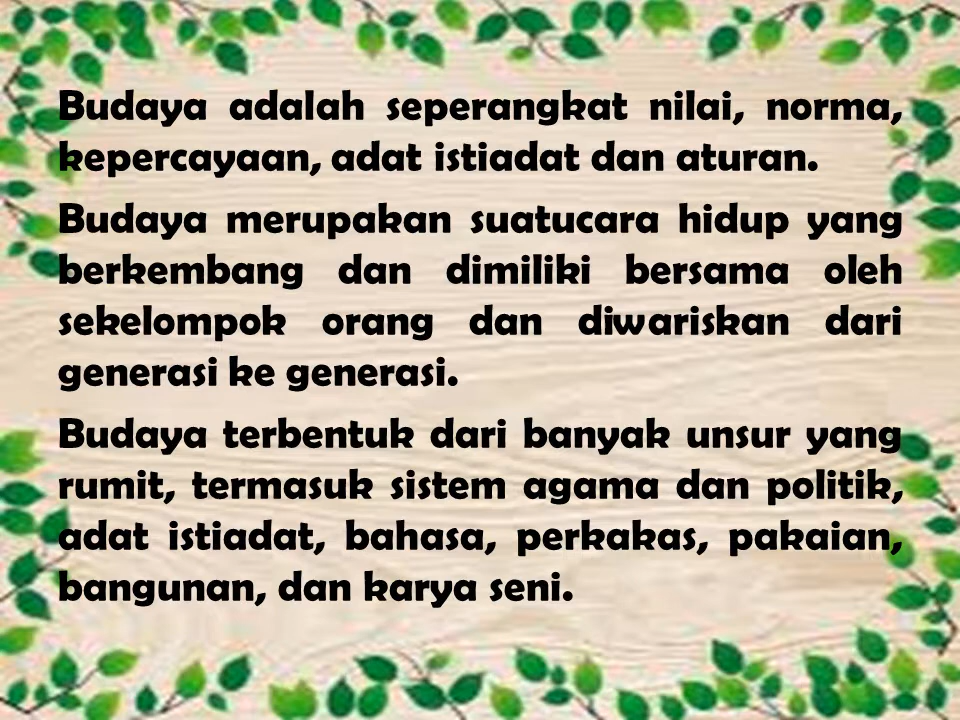 Budaya adalah seperangkat nilai, norma,
kepercayaan, adat istiadat dan aturan.
Budaya merupakan suatucara hidup yang
berkembang dan dimiliki bersama oleh
sekelompok orang dan diwariskan dari
generasi ke generasi.
Budaya terbentuk dari banyak unsur yang
rumit, termasuk sistem agama dan politik,
adat istiadat, bahasa, perkakas, pakaian,
bangunan, dan karya seni.